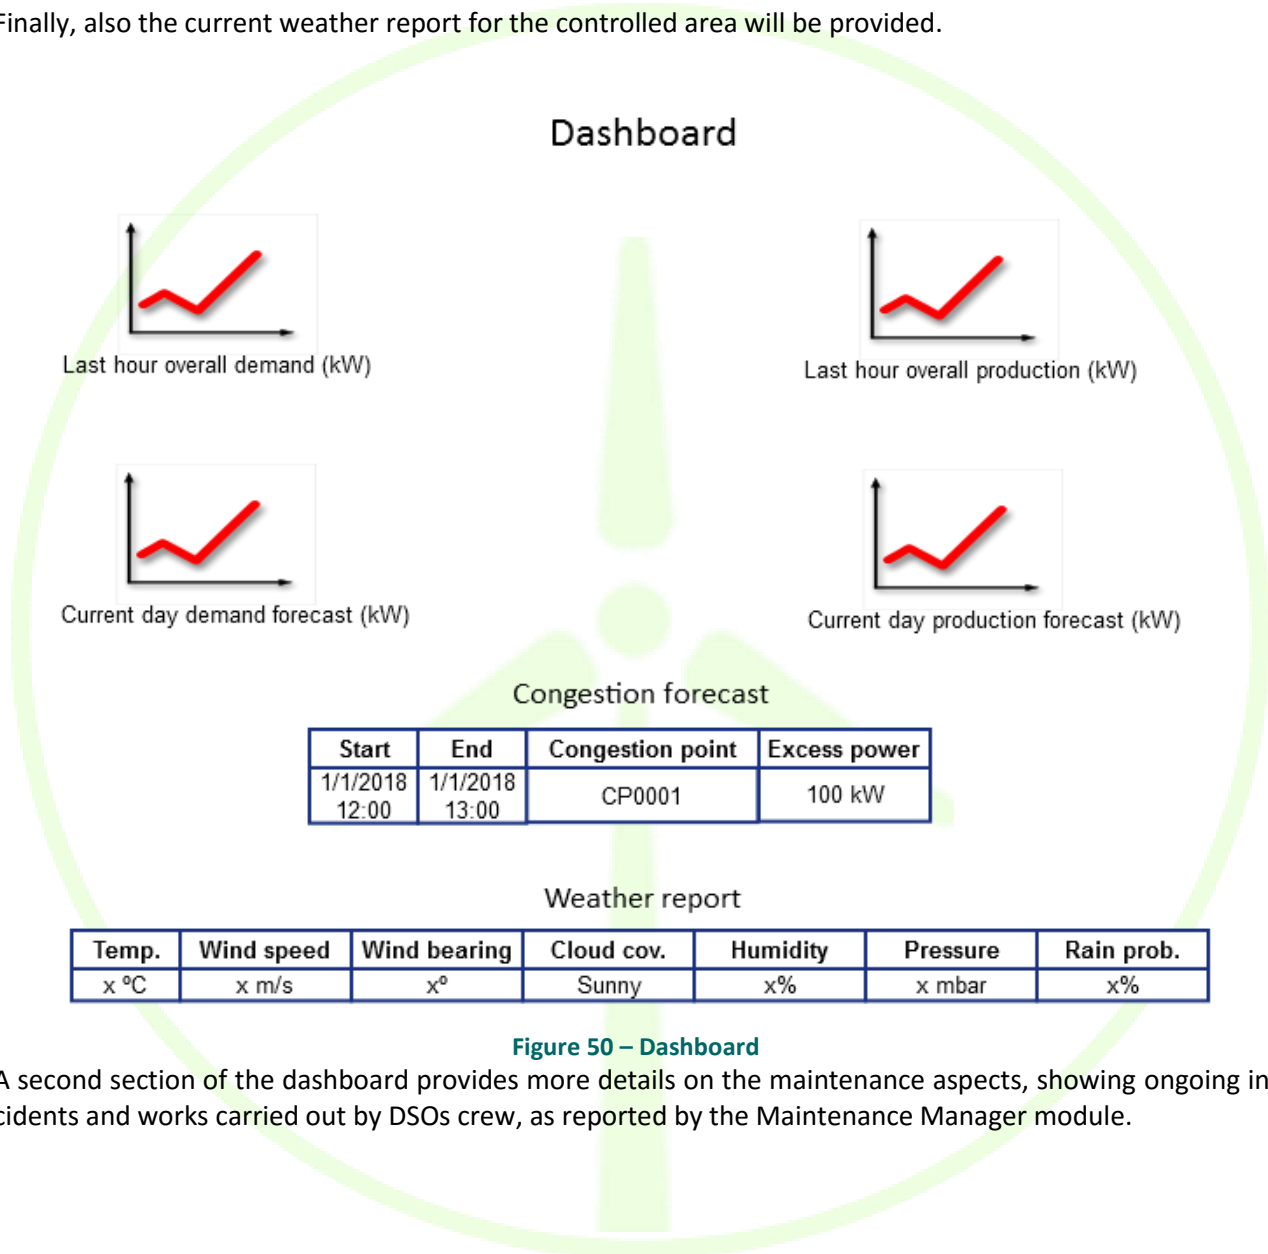 Finally, also the current weather report for the controlled area will be provided.
Dashboard
Last hour overall demand (kW)
Last hour overall production (kW)
Current day demand forecast (kW)
Current day production forecast (kW)
Congestion forecast
Start End Congestion point Excess power
1/1/2018 12:00 1/1/2018 13:00 CP0001 100 kW
Weather report
Temp. Wind speed Wind bearing Cloud cov. Humidity Pressure Rain prob.
x ºC x m/s xº Sunny x% x mbar x%
Figure 50 – Dashboard
A second section of the dashboard provides more details on the maintenance aspects, showing ongoing in
cidents and works carried out by DSOs crew, as reported by the Maintenance Manager module.